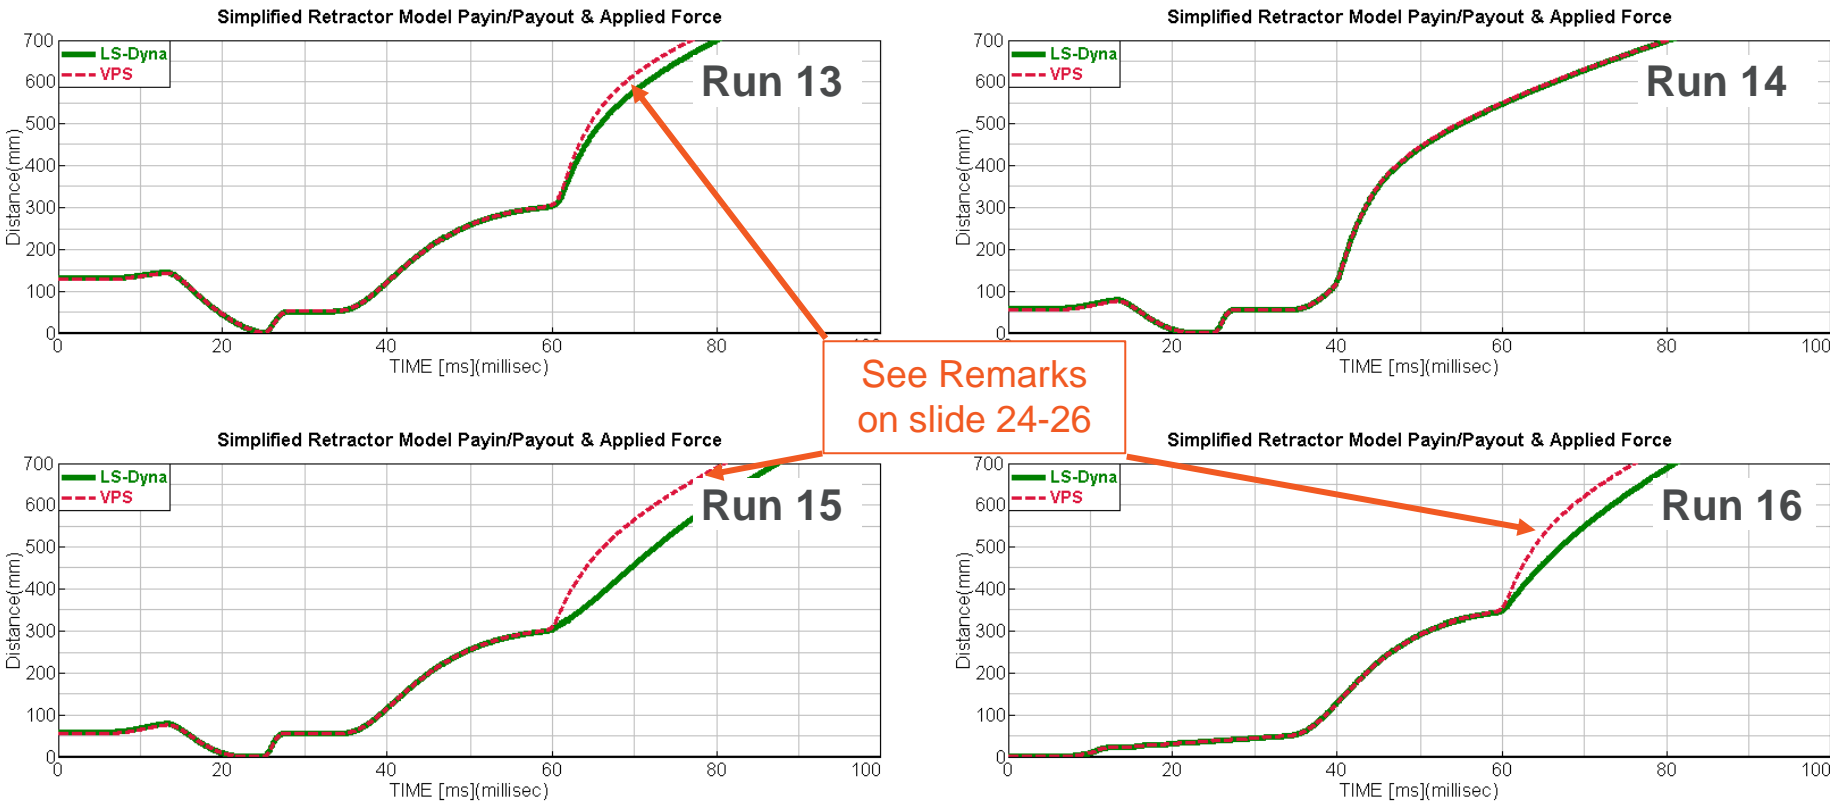 Simplified Retractor Model Payin/Payout & Applied Force
700
600
500
400
300
200
100
0
Distance(mm)
LS-Dyna
VPS
Run 13
0 20 40 60 80 100
TIME [ms](millisec)
Simplified Retractor Model Payin/Payout & Applied Force
700
600
500
400
300
200
100
0
Distance(mm)
LS-Dyna
VPS
Run 14
0 20 40 60 80 100
TIME [ms](millisec)
See Remarks
on slide 24-26
Simplified Retractor Model Payin/Payout & Applied Force
700
600
500
400
300
200
100
0
Distance(mm)
LS-Dyna
VPS
Run 15
0 20 40 60 80 100
TIME [ms](millisec)
Simplified Retractor Model Payin/Payout & Applied Force
700
600
500
400
300
200
100
0
Distance(mm)
LS-Dyna
VPS
Run 16
0 20 40 60 80 100
TIME [ms](millisec)